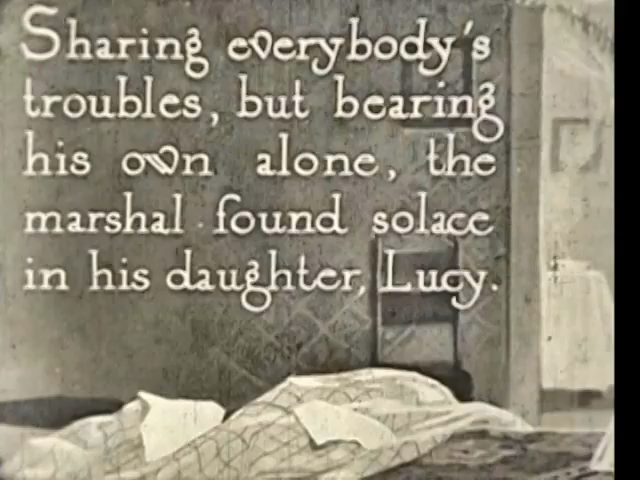 Sharing everybody's
troubles, but bearing
his own alone, the
marshal found solace
in his daughter, Lucy.